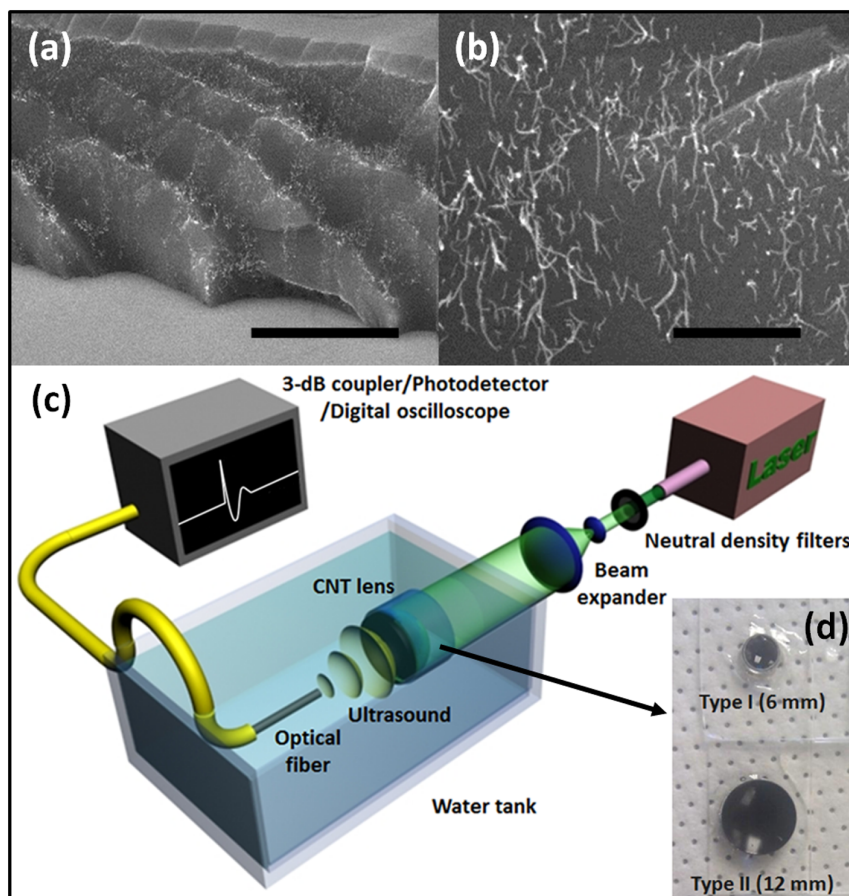 (a)
(b)
(c)
3-dB coupler/Photodetector
/Digital oscilloscope
Laser
Neutral density filters
Beam
expander
CNT lens
(d)
Type I (6 mm)
Ultrasound
Optical
fiber
Water tank
Type II (12 mm)